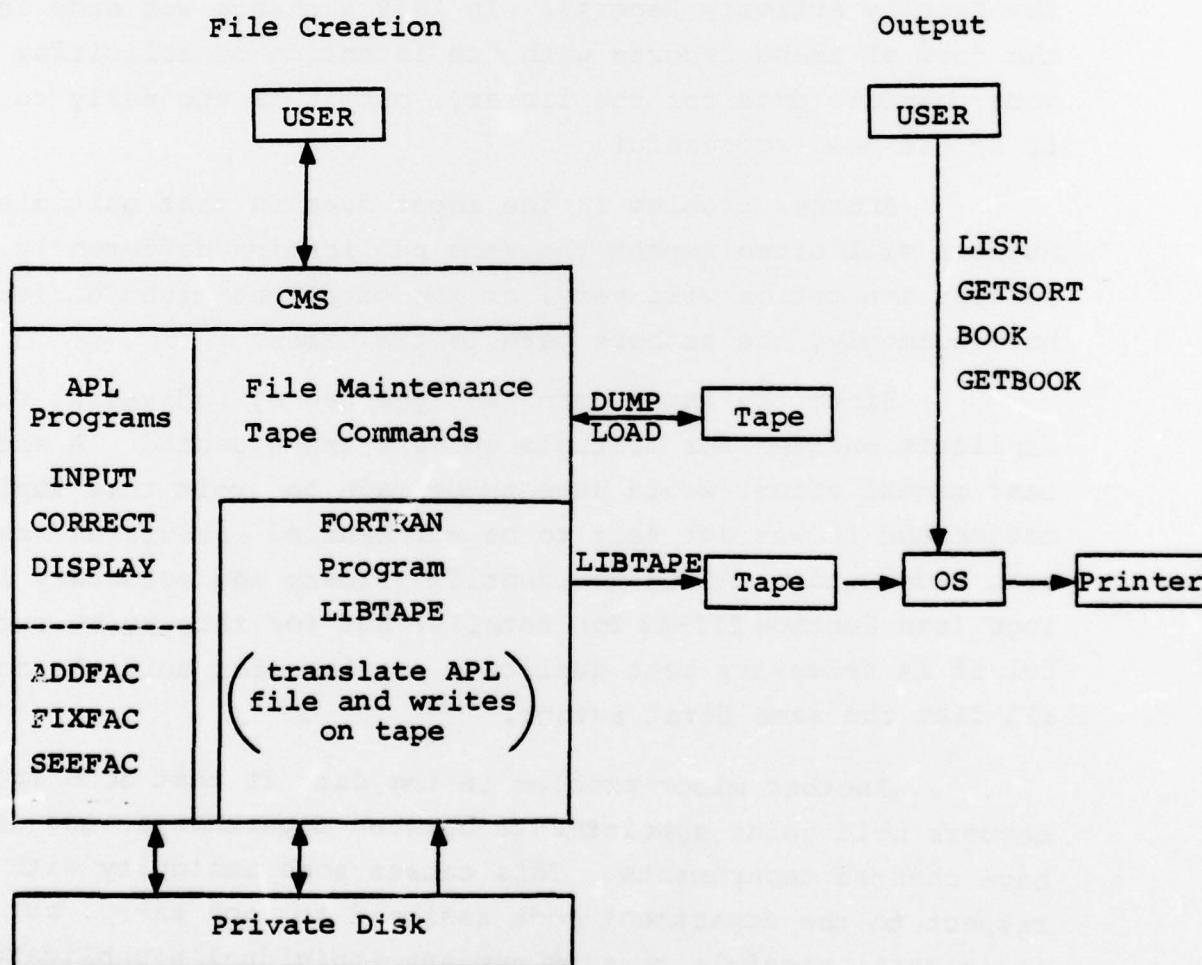 File Creation
Output
USER
USER
LIST
GETSORT
BOOK
GETBOOK
CMS
APL
Programs
INPUT
CORRECT
DISPLAY
ADDFAC
FIXFAC
SEEFAC
File Maintenance
Tape Commands
FORTRAN
Program
LIBTAPE
(translate APL
file and writes
on tape)
DUMP
LOAD
Tape
LIBTAPE
Tape
OS
Printer
Private Disk